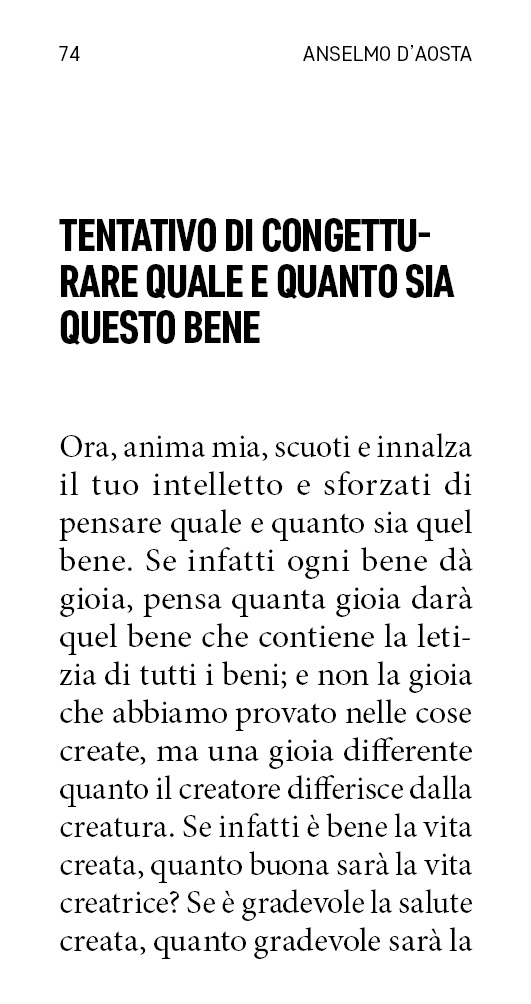 74 ANSELMO D'AOSTA
TENTATIVO DI CONGETTU-
RARE QUALE E QUANTO SIA
QUESTO BENE
Ora, anima mia, scuoti e innalza
il tuo intelletto e sforzati di
pensare quale e quanto sia quel
bene. Se infatti ogni bene dà
gioia, pensa quanta gioia darà
quel bene che contiene la leti-
zia di tutti i beni; e non la gioia
che abbiamo provato nelle cose
create, ma una gioia differente
quanto il creatore differisce dalla
creatura. Se infatti è bene la vita
creata, quanto buona sarà la vita
creatrice? Se è gradevole la salute
creata, quanto gradevole sarà la